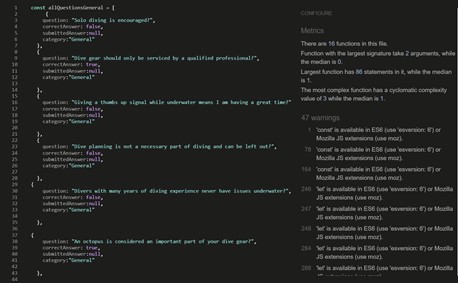 1 const allQuestionsGeneral = [
2 {
3 question: "Solo diving is encouraged?",
4 correctAnswer: false,
5 submittedAnswer:null,
6 category:"General"
7 },
8 {
9 question: "Dive gear should only be serviced by a qualified professional?",
10 correctAnswer: true,
11 submittedAnswer:null,
12 category:"General"
13 },
14
15 {
16 question: "Giving a thumbs up signal while underwater means I am having a great time?"
17 correctAnswer: false,
18 submittedAnswer:null,
19 category:"General"
20 },
21
22 {
23 question: "Dive planning is not a necessary part of diving and can be left out?",
24 correctAnswer: false,
25 submittedAnswer:null,
26 category:"General"
27 },
28
29 {
30 question: "Divers with many years of diving experience never have issues underwater?",
31 correctAnswer: false,
32 submittedAnswer:null,
33 category:"General"
34
35 },
36
37 {
38 question: "An octopus is considered an important part of your dive gear?",
39 correctAnswer: true,
40 submittedAnswer:null,
41 category:"General"
42
43 },
44
CONFIGURE
Metrics
There are 16 functions in this file.
Function with the largest signature take 2 arguments, while
the median is 0.
Largest function has 86 statements in it, while the median
is 1.
The most complex function has a cyclomatic complexity
value of 3 while the median is 1.
47 warnings
1 'const' is available in ES6 (use 'esversion: 6') or
Mozilla JS extensions (use moz).
78 'const' is available in ES6 (use 'esversion: 6') or
Mozilla JS extensions (use moz).
164 'const' is available in ES6 (use 'esversion: 6') or
Mozilla JS extensions (use moz).
246 'let' is available in ES6 (use 'esversion: 6') or Mozilla
JS extensions (use moz).
247 'let' is available in ES6 (use 'esversion: 6') or Mozilla
JS extensions (use moz).
248 'let' is available in ES6 (use 'esversion: 6') or Mozilla
JS extensions (use moz).
284 'let' is available in ES6 (use 'esversion: 6') or Mozilla
JS extensions (use moz).
288 'let' is available in ES6 (use 'esversion: 6') or Mozilla